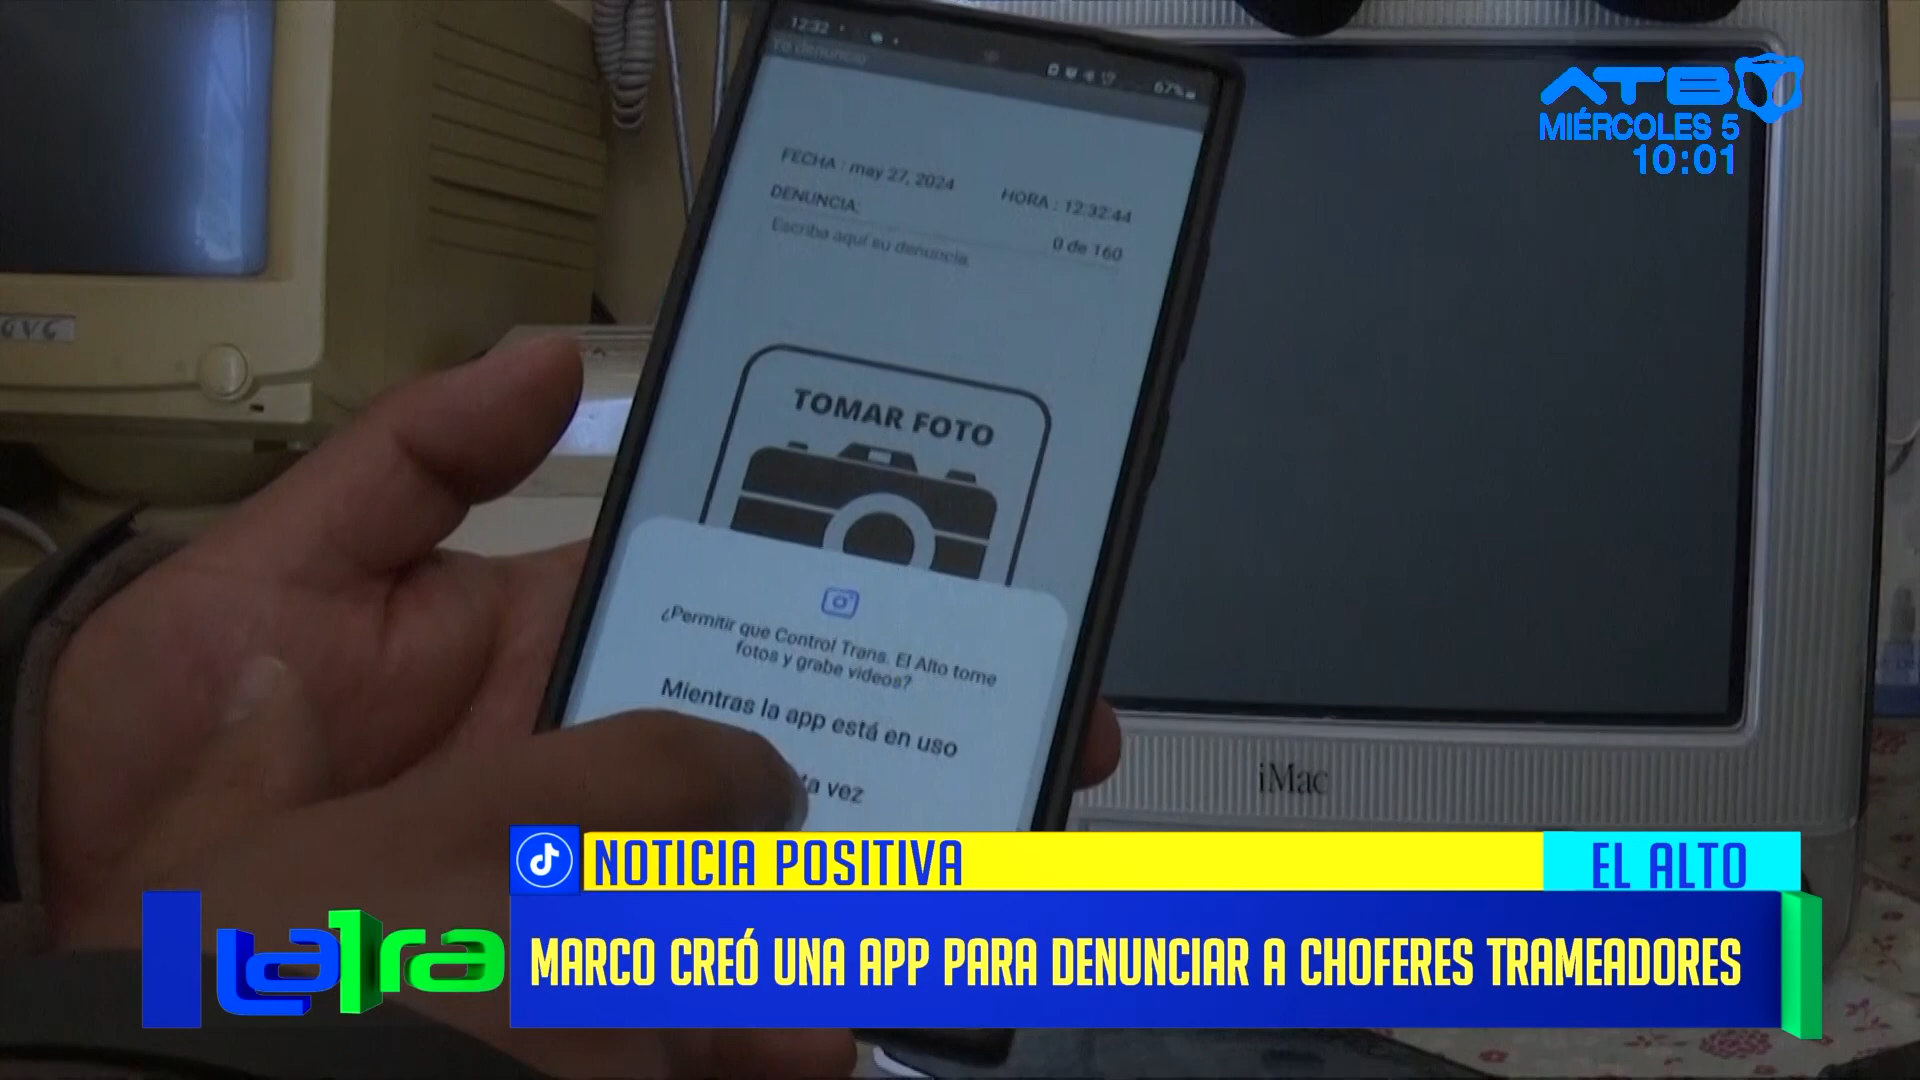 12:32
Te denuncio
67%
ATB
MIÉRCOLES 5
10:01
FECHA : may 27, 2024
HORA : 12:32:44
DENUNCIA:
0 de 160
Escriba aquí su denuncia.
TOMAR FOTO
¿Permitir que Control Trans. El Alto tome
fotos y grabe videos?
Mientras la app está en uso
ta vez
iMac
NOTICIA POSITIVA
EL ALTO
La1ra
MARCO CREÓ UNA APP PARA DENUNCIAR A CHOFERES TRAMEADORES